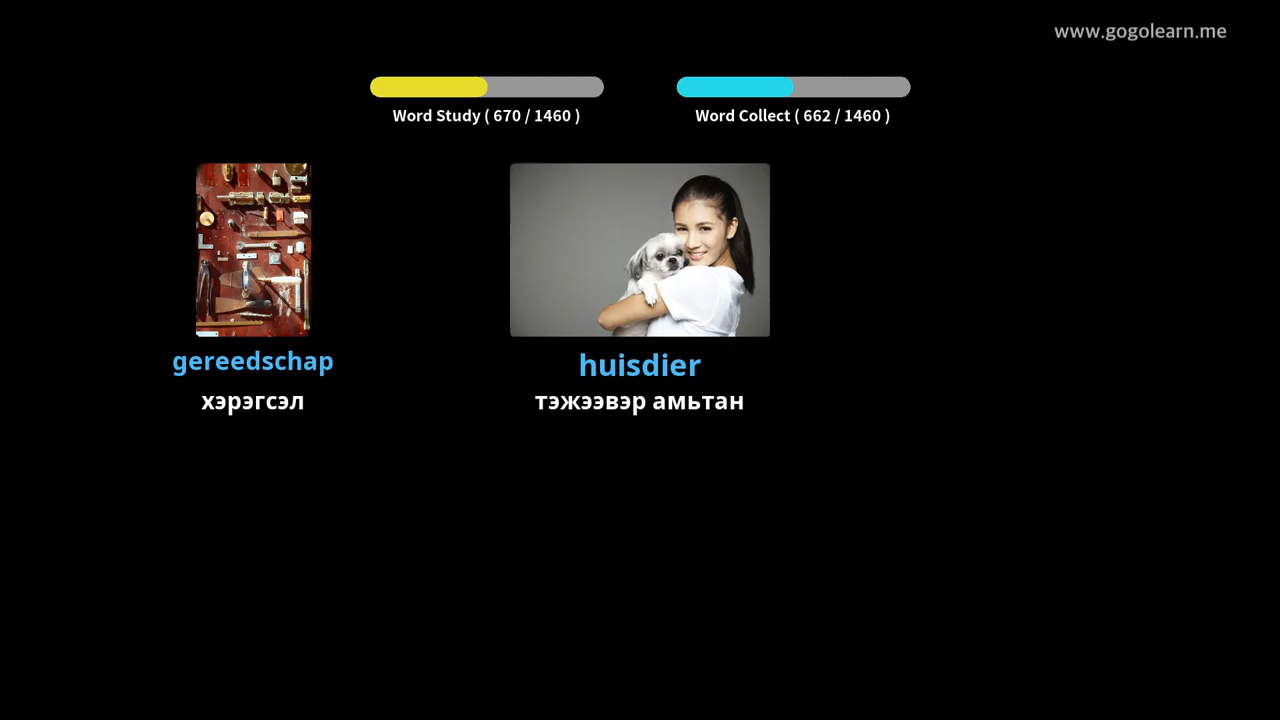 www.gogolearn.me
Word Study ( 670 / 1460 )
Word Collect ( 662 / 1460 )
gereedschap
хэрэгсэл
huisdier
тэжээвэр амьтан